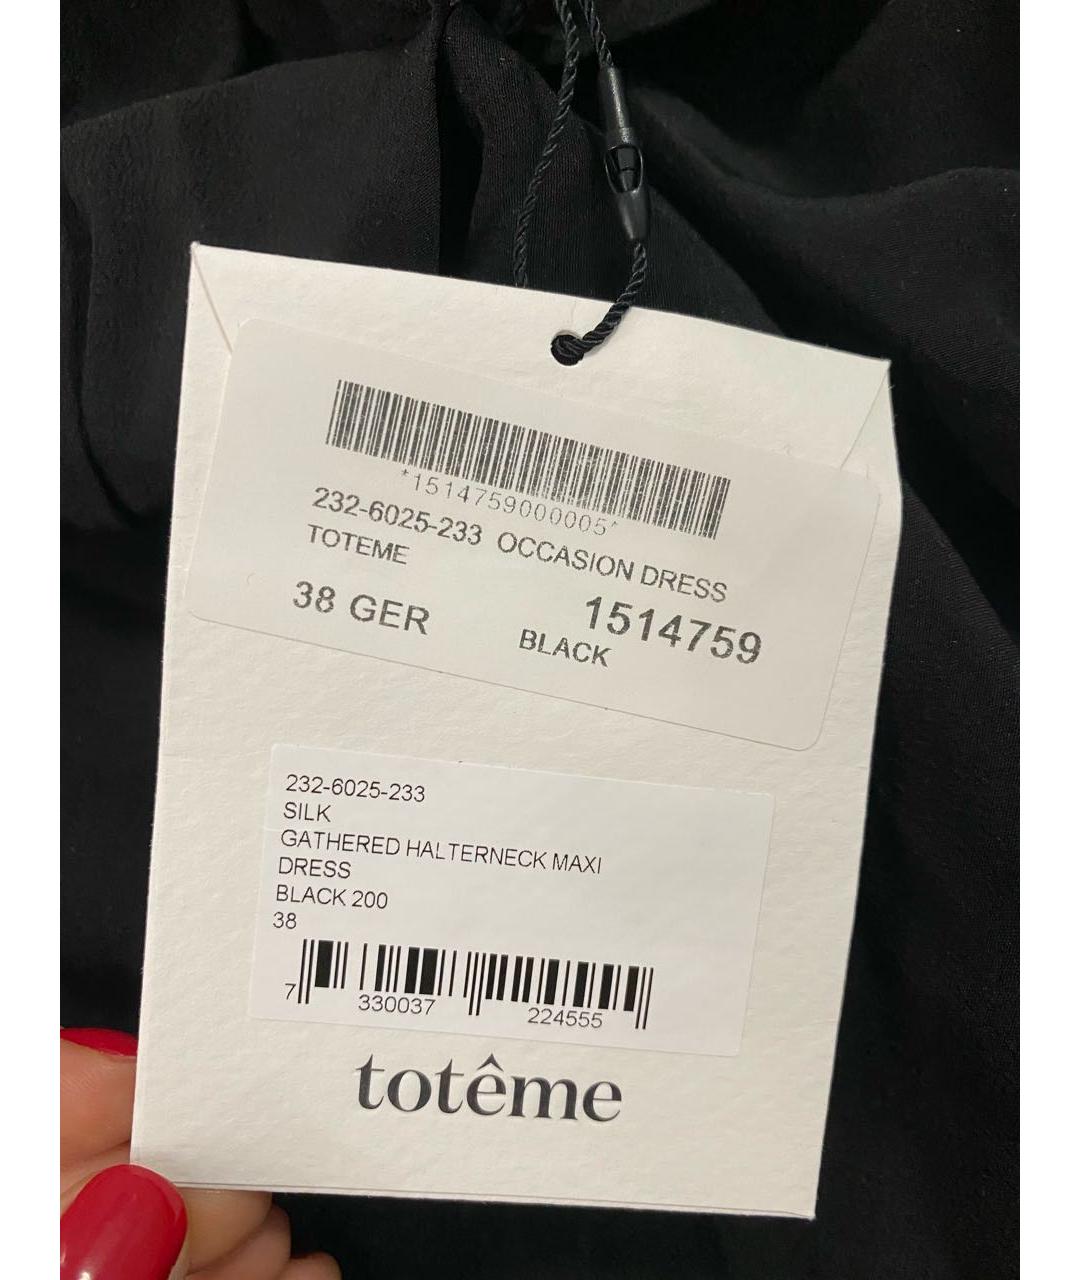 *1514759000005*
232-6025-233 OCCASION DRESS
TOTEME
1514759
38 GER
BLACK
232-6025-233
SILK
GATHERED HALTERNECK MAXI
DRESS
BLACK 200
38
7 330037 224555
totême